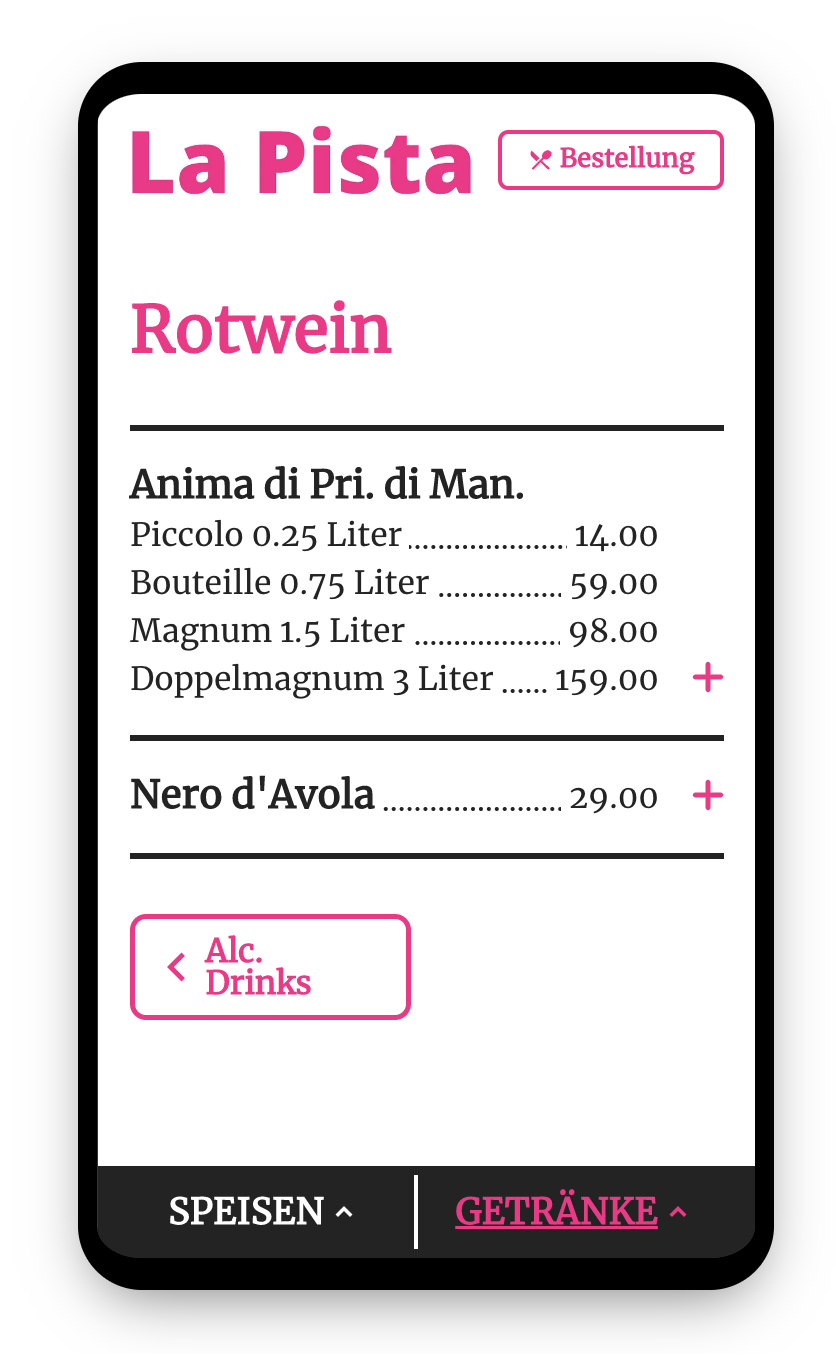 La Pista
Bestellung
Rotwein
Anima di Pri. di Man.
Piccolo 0.25 Liter ..................... 14.00
Bouteille 0.75 Liter ................ 59.00
Magnum 1.5 Liter ................... 98.00
Doppelmagnum 3 Liter ...... 159.00
Nero d'Avola ........................ 29.00
Alc.
Drinks
SPEISEN
GETRÄNKE